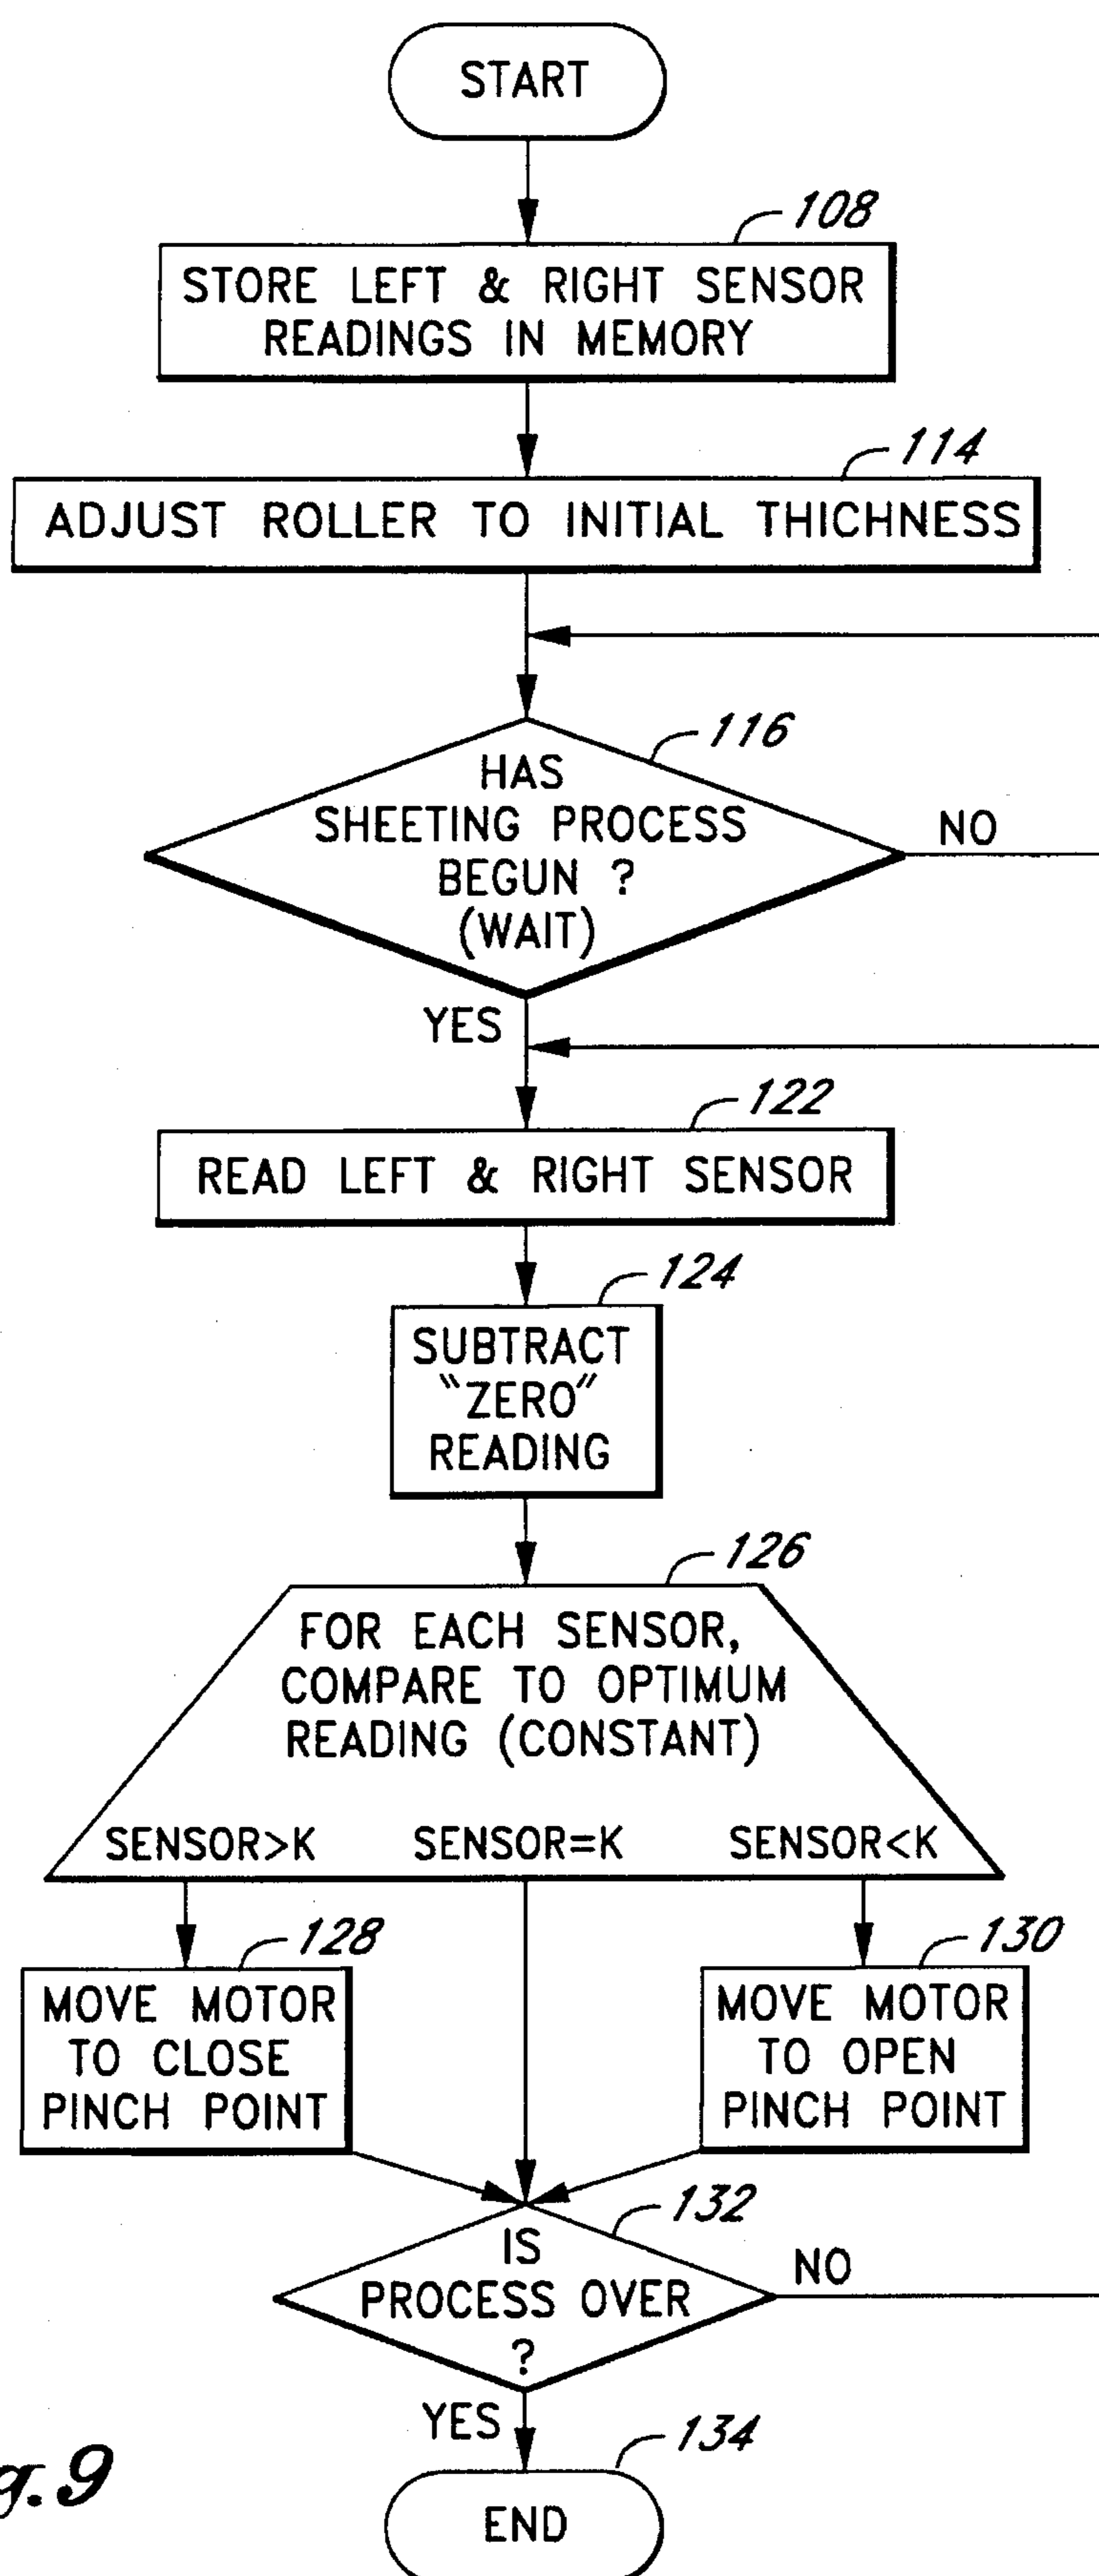 START
108
STORE LEFT & RIGHT SENSOR
READINGS IN MEMORY
114
ADJUST ROLLER TO INITIAL THICHNESS
116
HAS
SHEETING PROCESS
BEGUN ?
(WAIT)
NO
YES
122
READ LEFT & RIGHT SENSOR
124
SUBTRACT
"ZERO"
READING
126
FOR EACH SENSOR,
COMPARE TO OPTIMUM
READING (CONSTANT)
SENSOR>K SENSOR=K SENSOR<K
128
MOVE MOTOR
TO CLOSE
PINCH POINT
130
MOVE MOTOR
TO OPEN
PINCH POINT
132
IS
PROCESS OVER
?
NO
YES
134
END
g.9